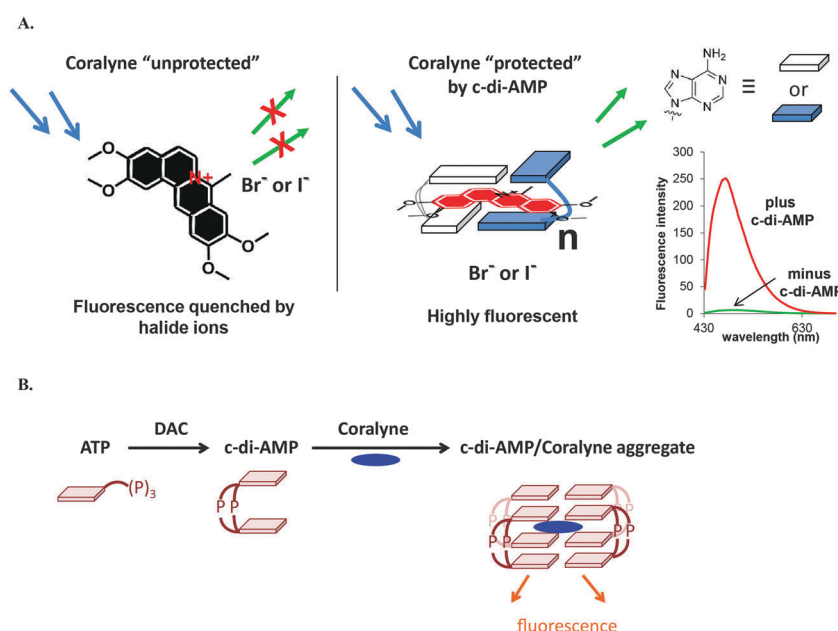 A.
Coralyne “unprotected”
O
O
N+
O
O
Br⁻ or I⁻
Fluorescence quenched by
halide ions
Coralyne “protected”
by c-di-AMP
O
O
O
n
Br⁻ or I⁻
Highly fluorescent
NH₂
N
N
N
N
≡
or
Fluorescence intensity
300
250
200
150
100
50
0
430
630
wavelength (nm)
plus
c-di-AMP
minus
c-di-AMP
B.
ATP
DAC
c-di-AMP
Coralyne
c-di-AMP/Coralyne aggregate
(P)₃
P P
P
P
P P
P P
fluorescence